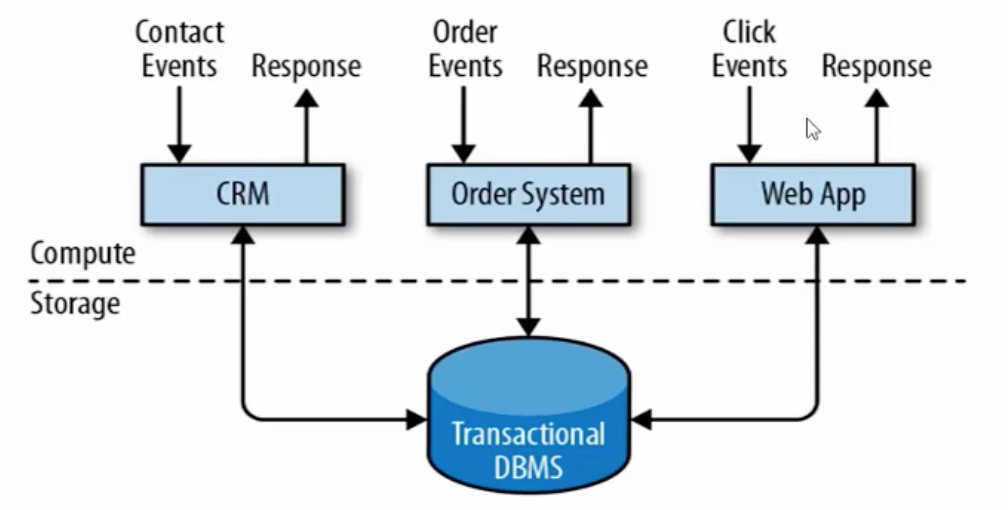 Contact
Events
Response
Order
Events
Response
Click
Events
Response
CRM
Order System
Web App
Compute
Storage
Transactional
DBMS